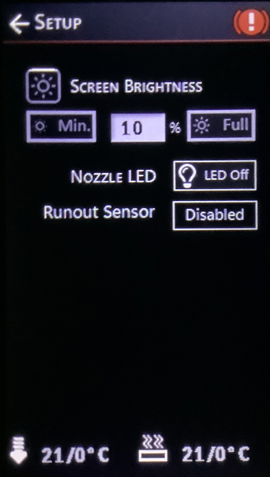 Setup
Screen Brightness
Min. 10 % Full
Nozzle LED LED Off
Runout Sensor Disabled
21/0°C 21/0°C